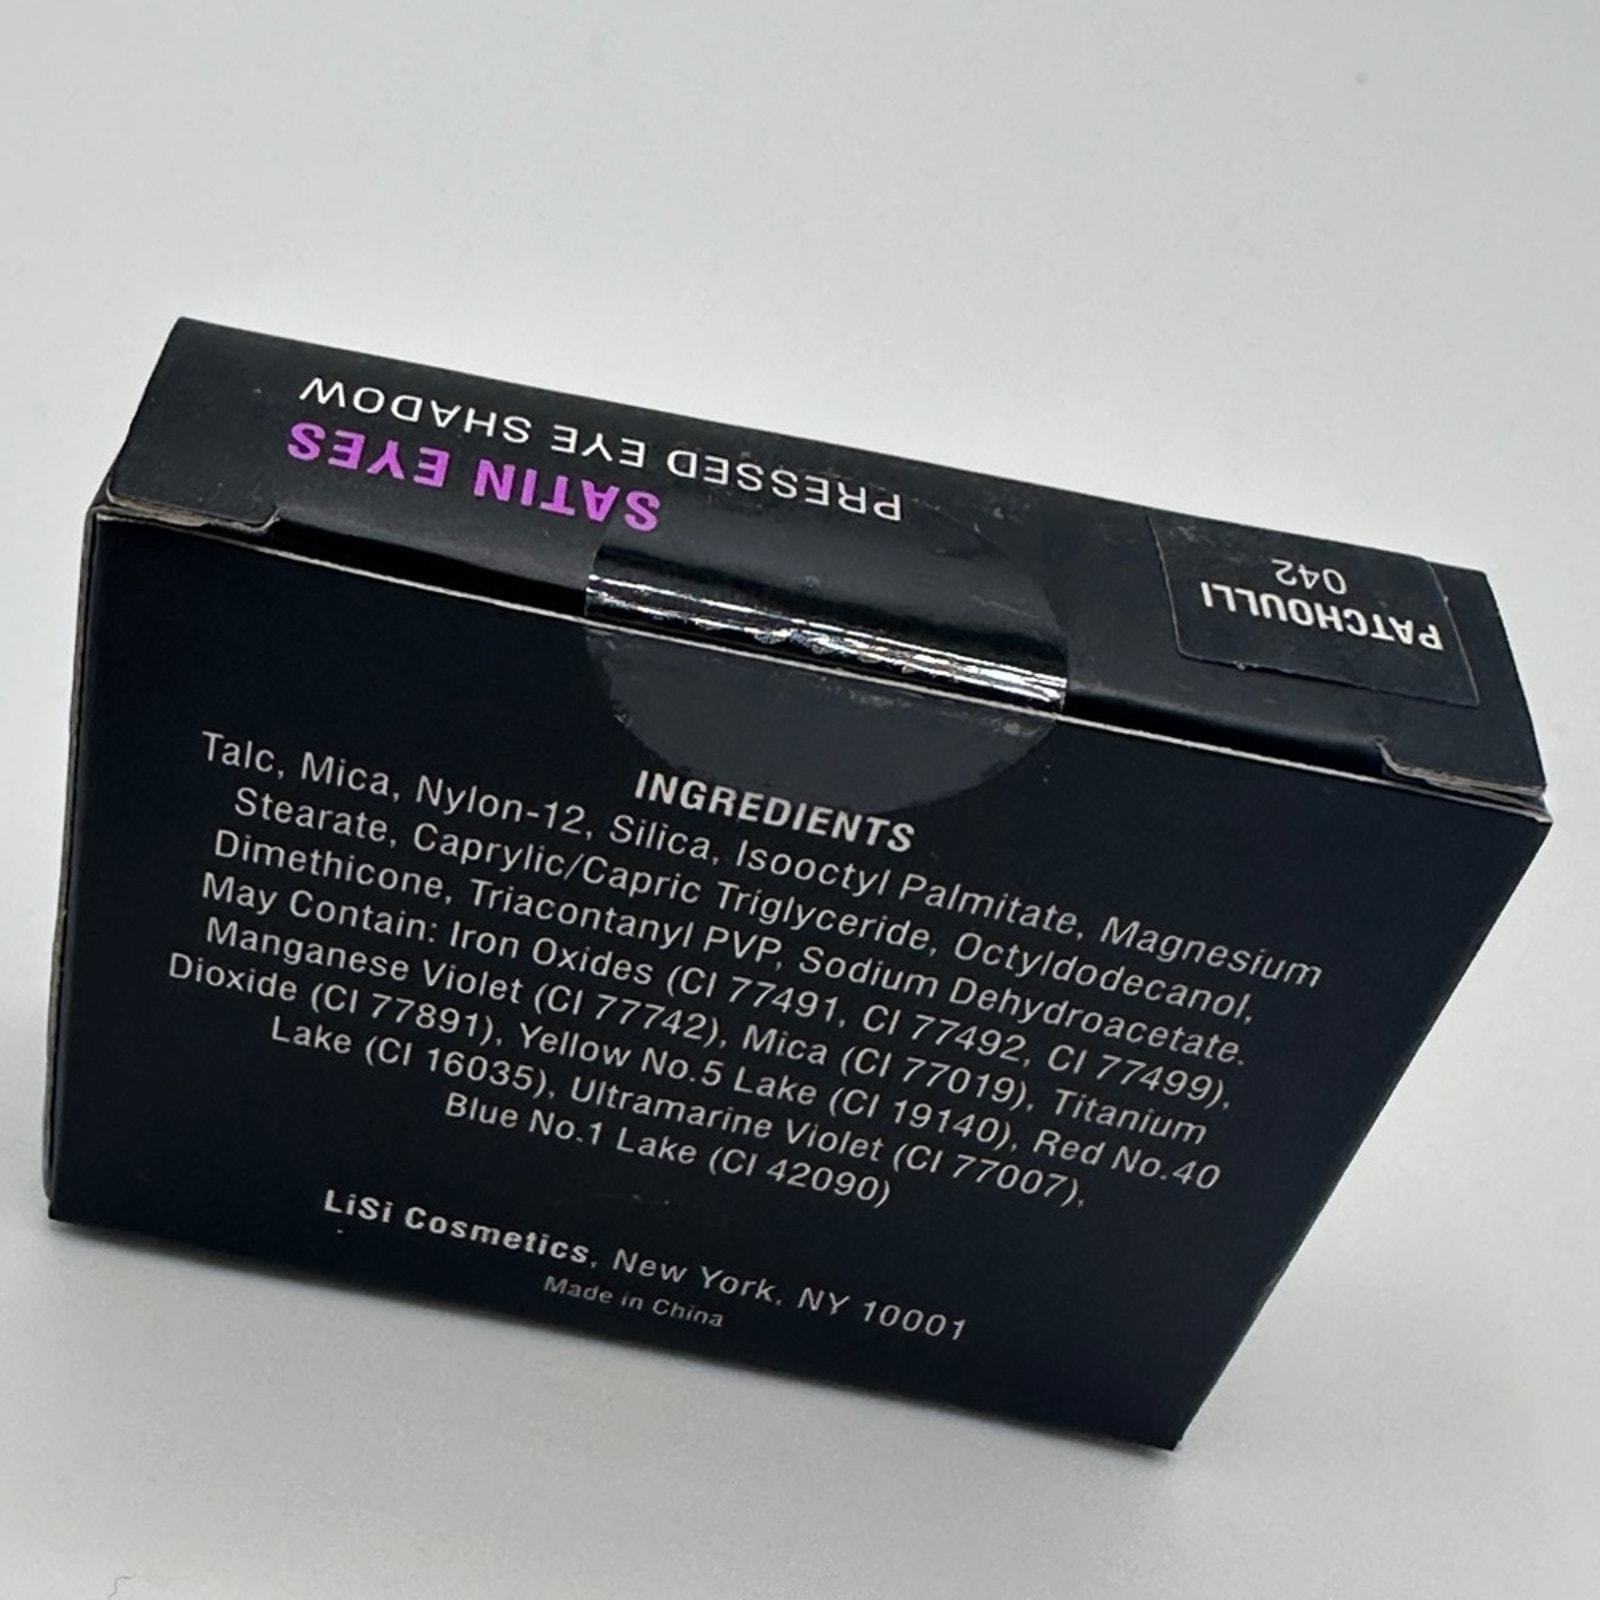 SATIN EYES
PRESSED EYE SHADOW
PATCHOULLI
042
INGREDIENTS
Talc, Mica, Nylon-12, Silica, Isooctyl Palmitate, Magnesium
Stearate, Caprylic/Capric Triglyceride, Octyldodecanol,
Dimethicone, Triacontanyl PVP, Sodium Dehydroacetate.
May Contain: Iron Oxides (CI 77491, CI 77492, CI 77499),
Manganese Violet (CI 77742), Mica (CI 77019), Titanium
Dioxide (CI 77891), Yellow No.5 Lake (CI 19140), Red No.40
Lake (CI 16035), Ultramarine Violet (CI 77007),
Blue No.1 Lake (CI 42090)
LiSi Cosmetics, New York, NY 10001
Made in China